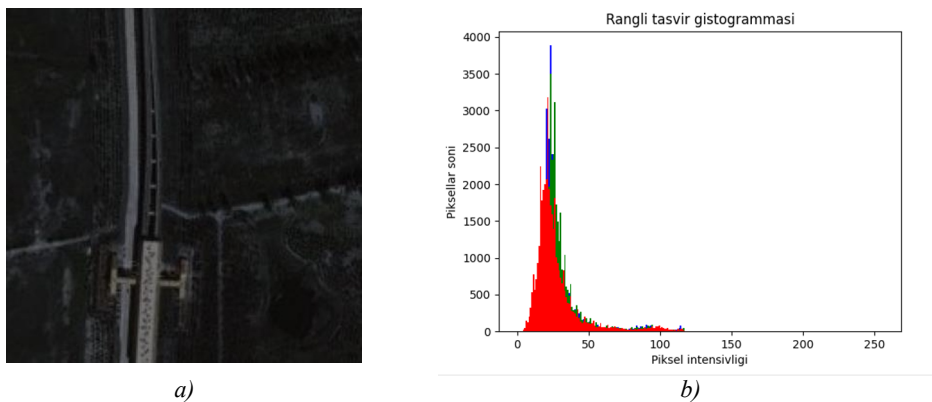 Rangli tasvir gistogrammasi
4000
3500
3000
2500
2000
1500
1000
500
0
Piksellar soni
0 50 100 150 200 250
Piksel intensivligi
a) b)